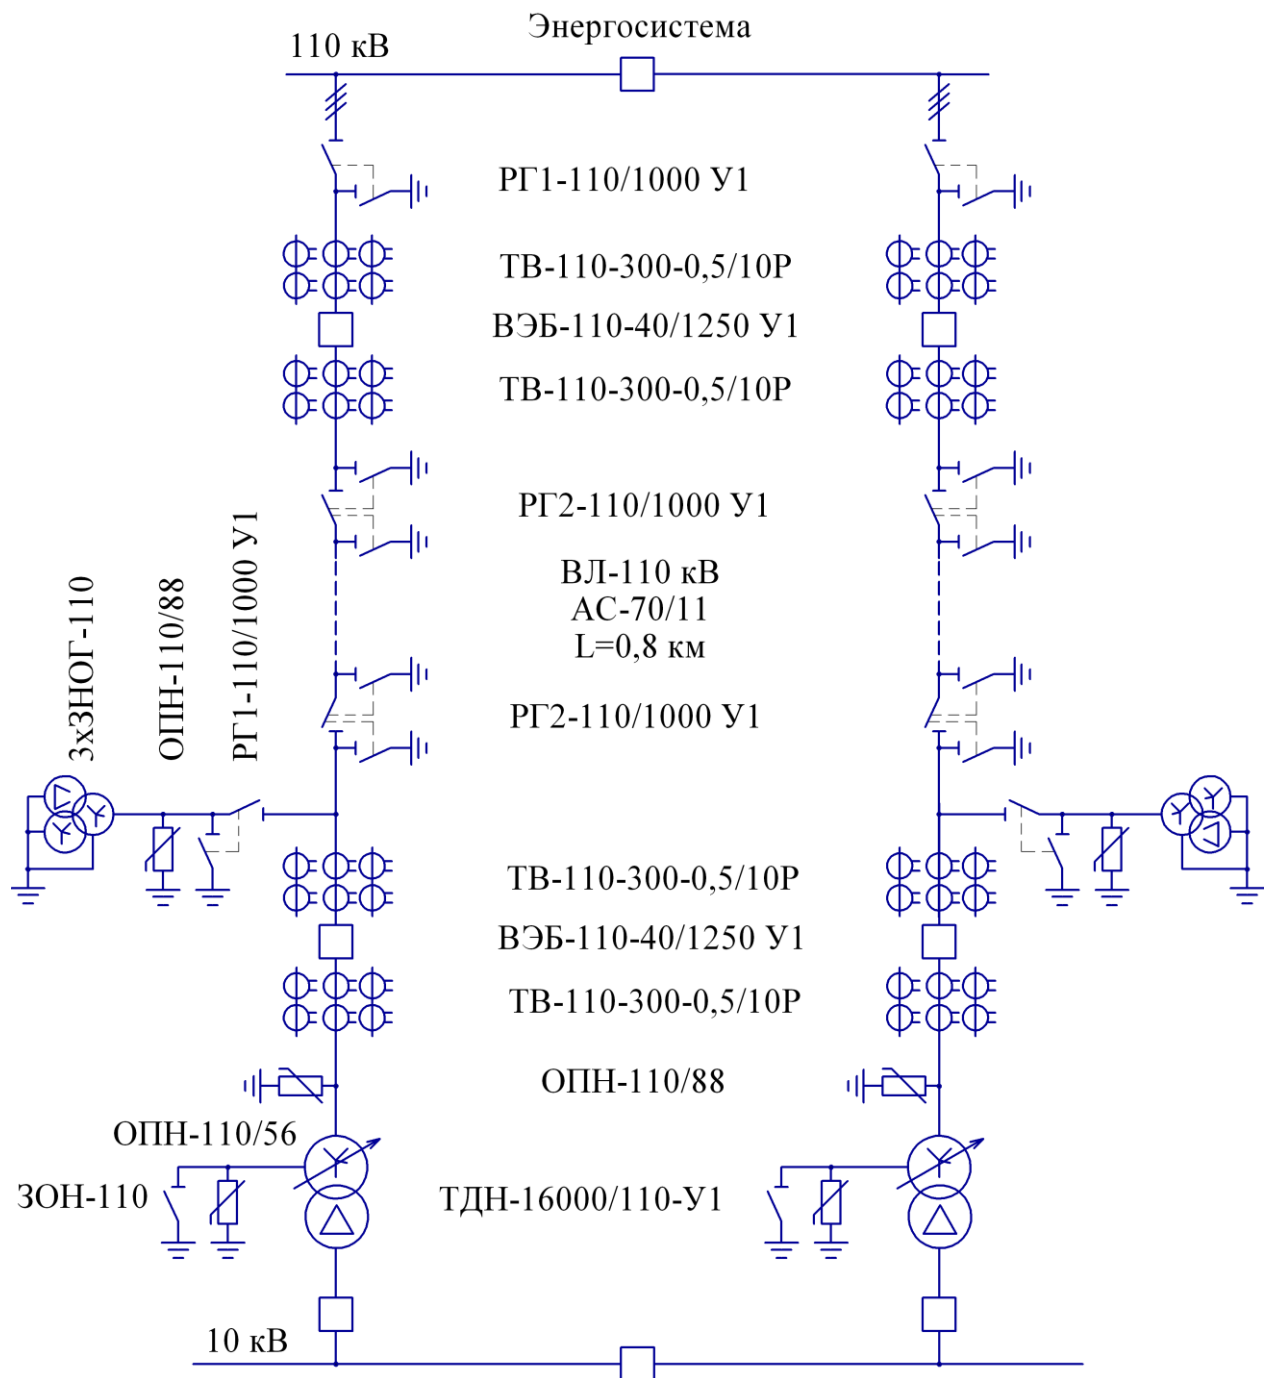 Энергосистема
110 кВ
РГ1-110/1000 У1
ТВ-110-300-0,5/10Р
ВЭБ-110-40/1250 У1
ТВ-110-300-0,5/10Р
РГ2-110/1000 У1
ВЛ-110 кВ
АС-70/11
L=0,8 км
РГ2-110/1000 У1
3хЗНОГ-110
ОПН-110/88
РГ1-110/1000 У1
ТВ-110-300-0,5/10Р
ВЭБ-110-40/1250 У1
ТВ-110-300-0,5/10Р
ОПН-110/88
ОПН-110/56
ЗОН-110
ТДН-16000/110-У1
10 кВ